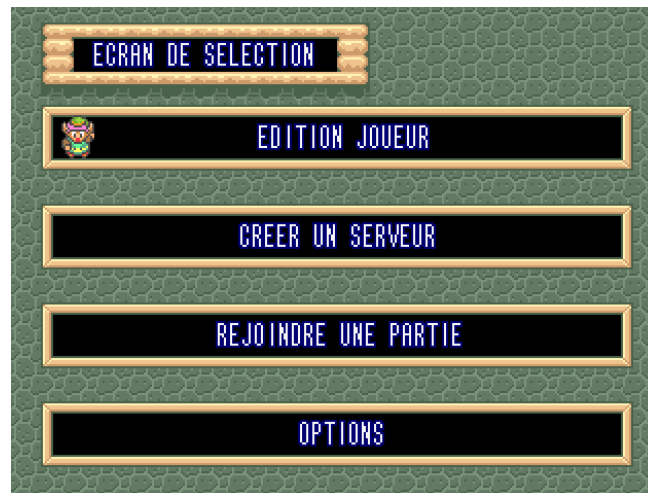 ECRAN DE SELECTION
EDITION JOUEUR
CREER UN SERVEUR
REJOINDRE UNE PARTIE
OPTIONS